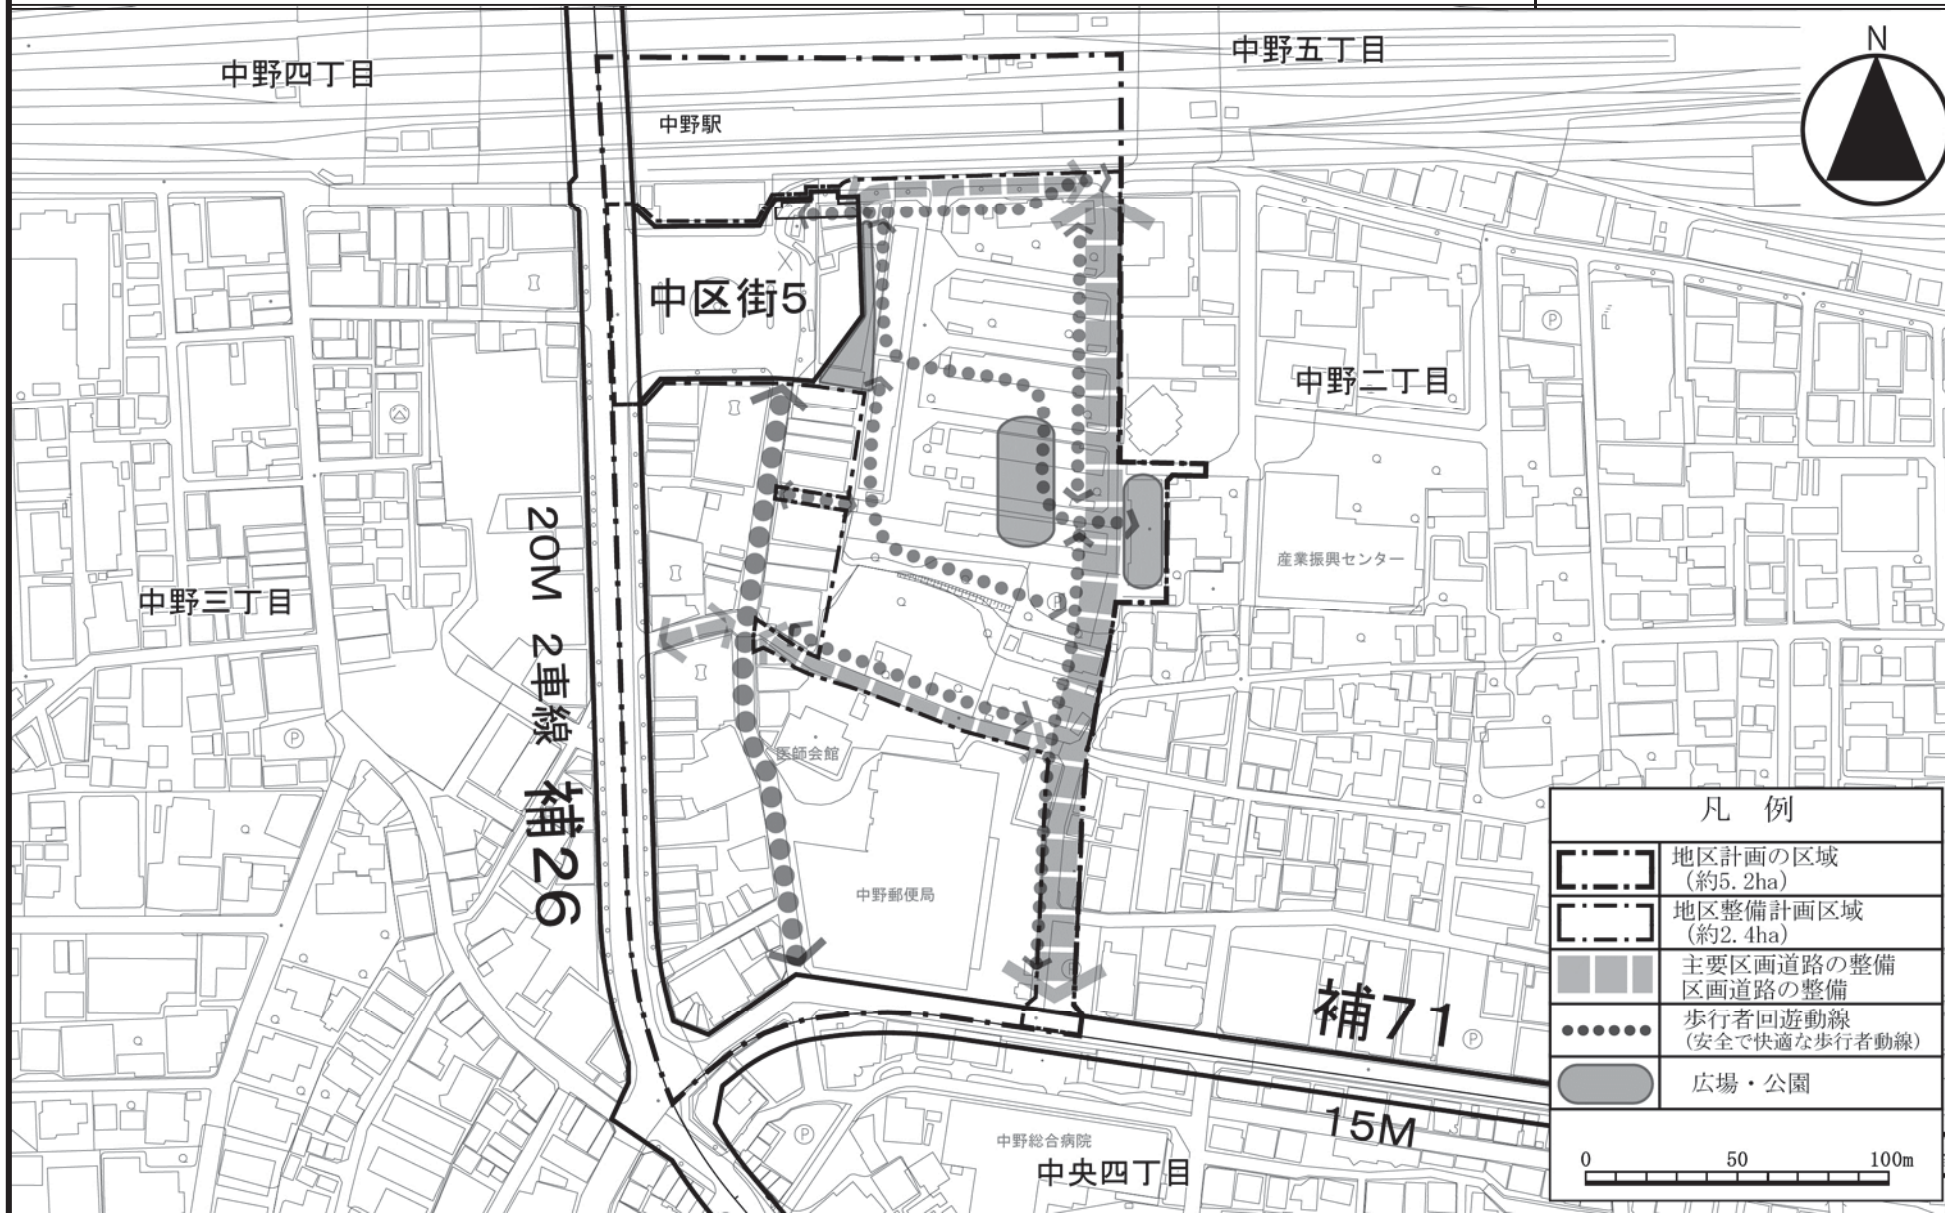 中野四丁目
中野五丁目
N
中野駅
中区街5
中野二丁目
P
20M 2車線
産業振興センター
中野三丁目
P
P
医師会館
補26
中野郵便局
P
補71
P
15M
P
中野総合病院
中央四丁目
凡 例
地区計画の区域
(約5.2ha)
地区整備計画区域
(約2.4ha)
主要区画道路の整備
区画道路の整備
歩行者回遊動線
(安全で快適な歩行者動線)
広場・公園
0 50 100m